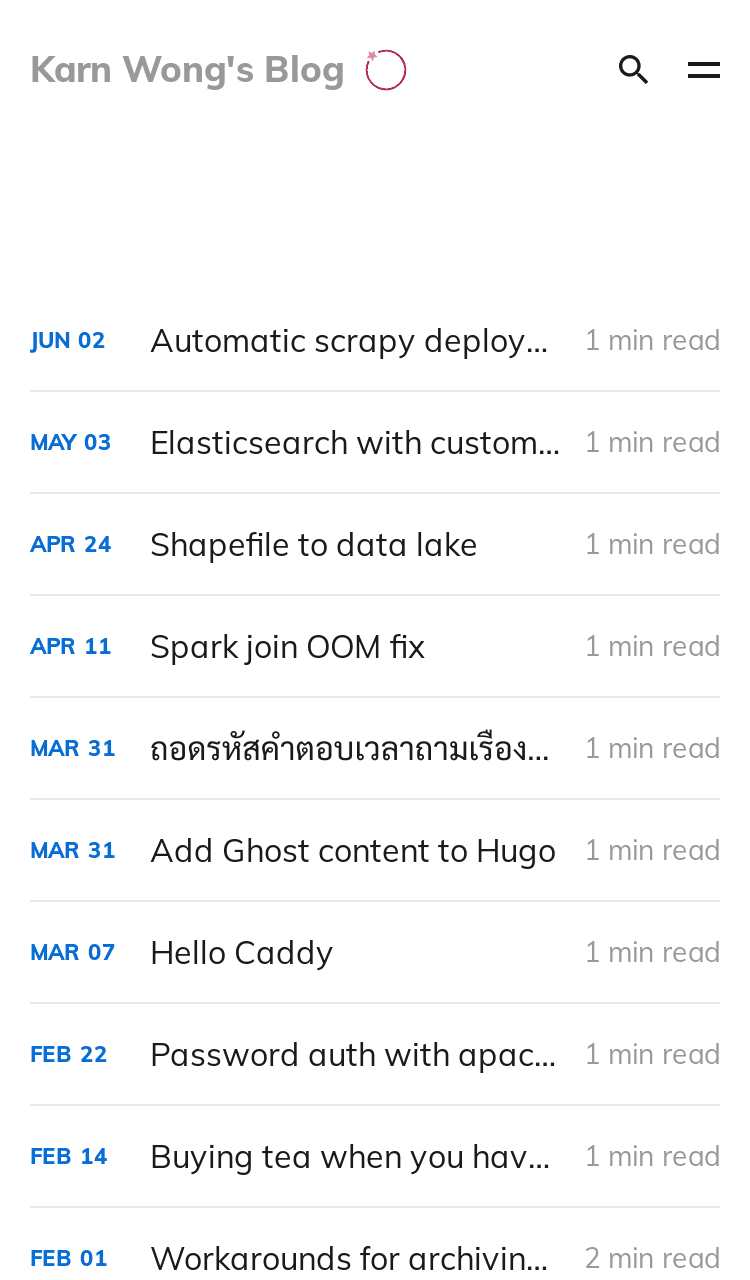 Karn Wong's Blog
JUN 02 Automatic scrapy deploy... 1 min read
MAY 03 Elasticsearch with custom... 1 min read
APR 24 Shapefile to data lake 1 min read
APR 11 Spark join OOM fix 1 min read
MAR 31 ถอดรหัสคำตอบเวลาถามเรื่อง... 1 min read
MAR 31 Add Ghost content to Hugo 1 min read
MAR 07 Hello Caddy 1 min read
FEB 22 Password auth with apac... 1 min read
FEB 14 Buying tea when you hav... 1 min read
FEB 01 Workarounds for archivin... 2 min read